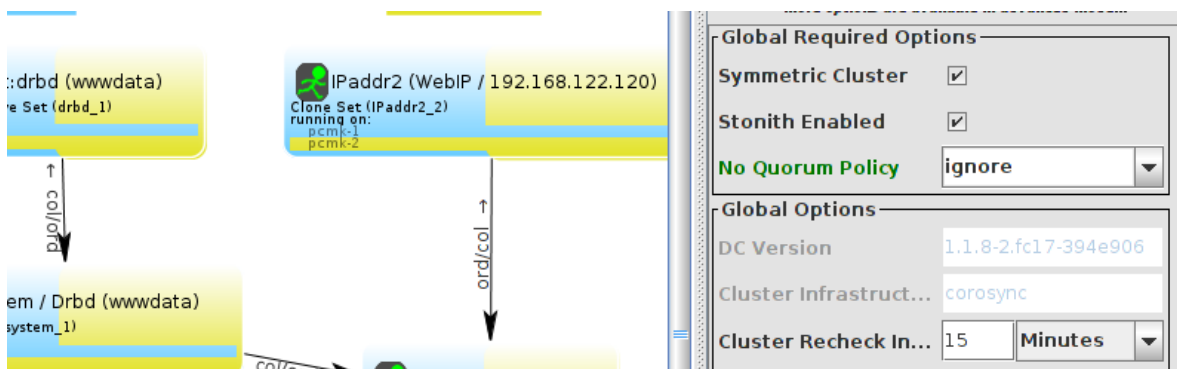 :drbd (wwwdata)
e Set (drbd_1)
IPaddr2 (WebIP / 192.168.122.120)
Clone Set (IPaddr2_2)
running on:
pcmk-1
pcmk-2
← col/ord
ord/col →
em / Drbd (wwwdata)
system_1)
Global Required Options
Symmetric Cluster
Stonith Enabled
No Quorum Policy ignore
Global Options
DC Version 1.1.8-2.fc17-394e906
Cluster Infrastruct... corosync
Cluster Recheck In... 15 Minutes